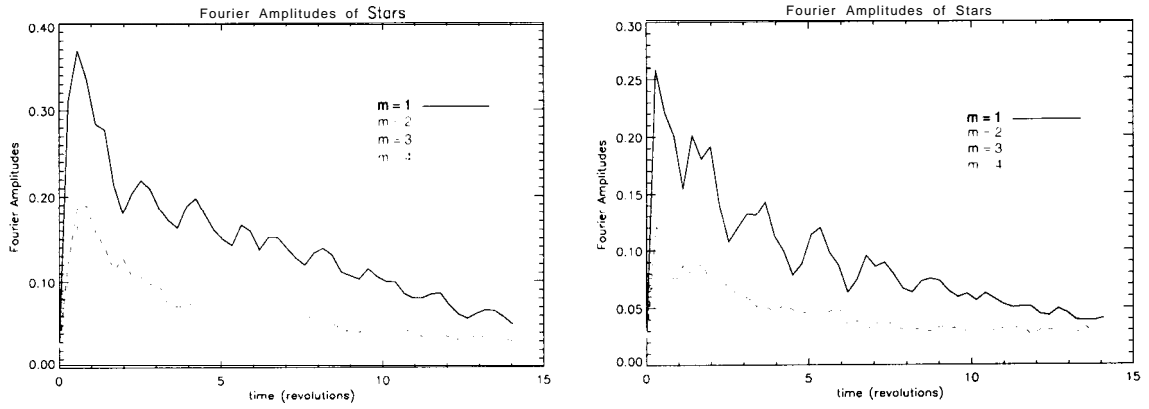 Fourier Amplitudes of Stars
0.40
0.30
0.20
0.10
0.00
Fourier Amplitudes
m = 1
m = 2
m = 3
m = 4
0
5
10
15
time (revolutions)
Fourier Amplitudes of Stars
0.30
0.25
0.20
0.15
0.10
0.05
0.00
Fourier Amplitudes
m = 1
m = 2
m = 3
m = 4
0
5
10
15
time (revolutions)